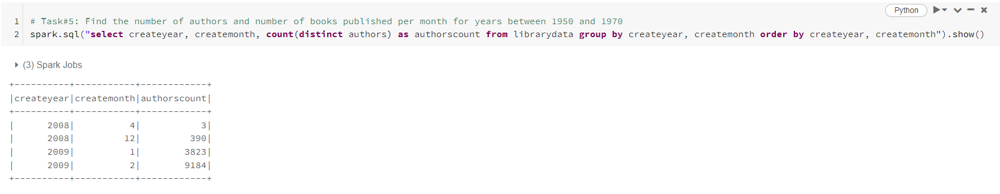 Python
1 # Task#5: Find the number of authors and number of books published per month for years between 1950 and 1970
2 spark.sql("select createyear, createmonth, count(distinct authors) as authorscount from librarydata group by createyear, createmonth order by createyear, createmonth").show()
(3) Spark Jobs
+----------+-----------+------------+
|createyear|createmonth|authorscount|
+----------+-----------+------------+
|      2008|          4|           3|
|      2008|         12|         390|
|      2009|          1|        3823|
|      2009|          2|        9184|
+----------+-----------+------------+